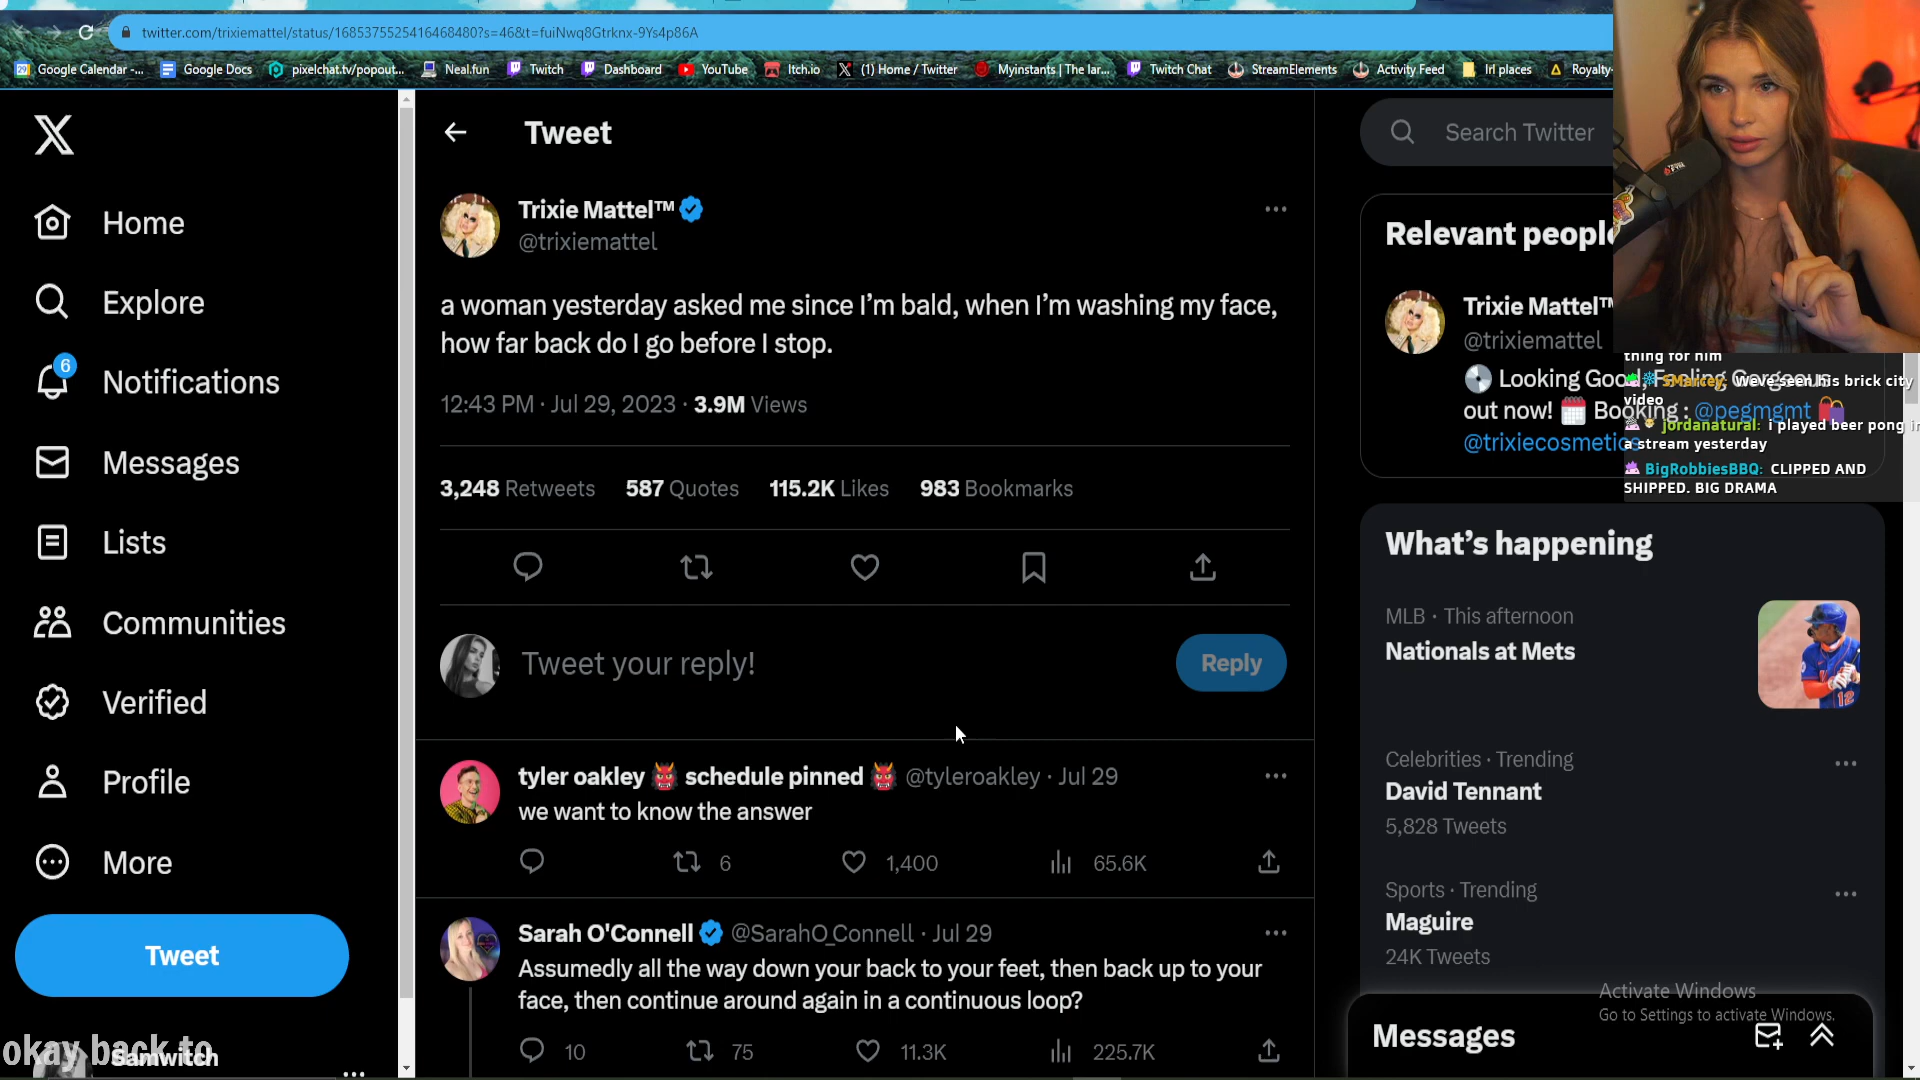 twitter.com/trixiemattel/status/1685375525416468480?s=46&t=fuiNwq8Gtrknx-9Ys4p86A
Google Calendar -... Google Docs pixelchat.tv/popout... Neal.fun Twitch Dashboard YouTube Itch.io (1) Home / Twitter Myinstants | The lar... Twitch Chat StreamElements Activity Feed Irl places Royalty-
Home
Explore
6
Notifications
Messages
Lists
Communities
Verified
Profile
More
Tweet
okay back to
Samwitch
Tweet
Trixie Mattel™
@trixiemattel
a woman yesterday asked me since I'm bald, when I'm washing my face,
how far back do I go before I stop.
12:43 PM · Jul 29, 2023 · 3.9M Views
3,248 Retweets 587 Quotes 115.2K Likes 983 Bookmarks
Tweet your reply!
Reply
tyler oakley 👹 schedule pinned 👹 @tyleroakley · Jul 29
we want to know the answer
6 1,400 65.6K
Sarah O'Connell @SarahO_Connell · Jul 29
Assumedly all the way down your back to your feet, then back up to your
face, then continue around again in a continuous loop?
10 75 11.3K 225.7K
Search Twitter
Relevant people
Trixie Mattel™
@trixiemattel
💿 Looking Good, Feeling Gorgeous
out now! 🗓️ Booking : @pegmgmt 🛍️
@trixiecosmetics
thing for him
SMarcey: We've seen his brick city
video
jordanatural: i played beer pong in
a stream yesterday
BigRobbiesBBQ: CLIPPED AND
SHIPPED. BIG DRAMA
What's happening
MLB · This afternoon
Nationals at Mets
12
Celebrities · Trending
David Tennant
5,828 Tweets
Sports · Trending
Maguire
24K Tweets
Activate Windows
Go to Settings to activate Windows.
Messages